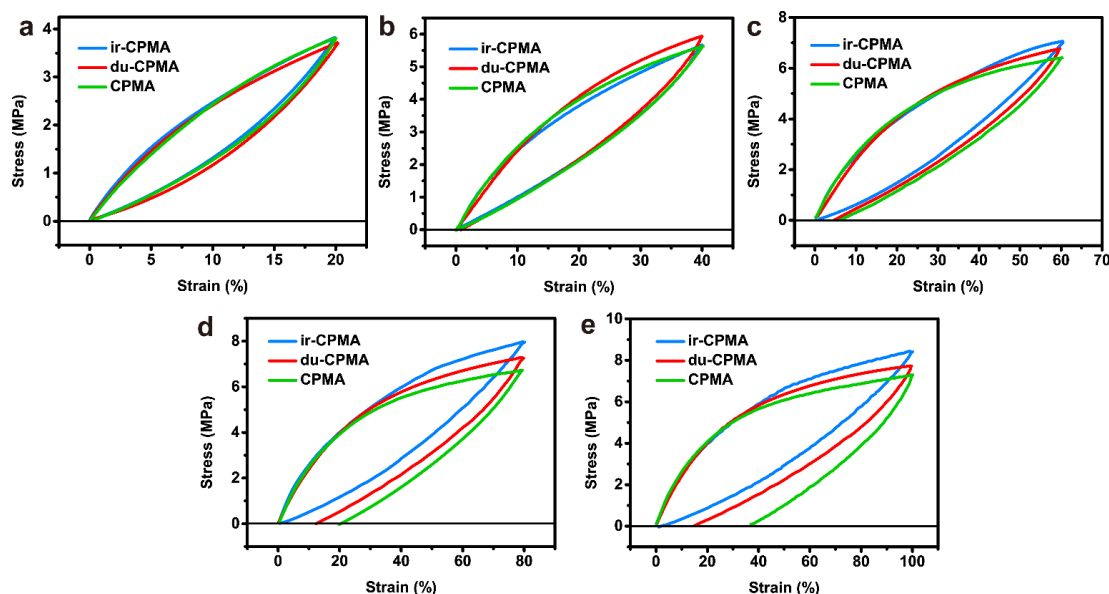 a
ir-CPMA
du-CPMA
CPMA
Stress (MPa)
4
3
2
1
0
0 5 10 15 20
Strain (%)
b
ir-CPMA
du-CPMA
CPMA
Stress (MPa)
6
5
4
3
2
1
0
0 10 20 30 40
Strain (%)
c
ir-CPMA
du-CPMA
CPMA
Stress (MPa)
8
6
4
2
0
0 10 20 30 40 50 60 70
Strain (%)
d
ir-CPMA
du-CPMA
CPMA
Stress (MPa)
8
6
4
2
0
0 20 40 60 80
Strain (%)
e
ir-CPMA
du-CPMA
CPMA
Stress (MPa)
10
8
6
4
2
0
0 20 40 60 80 100
Strain (%)